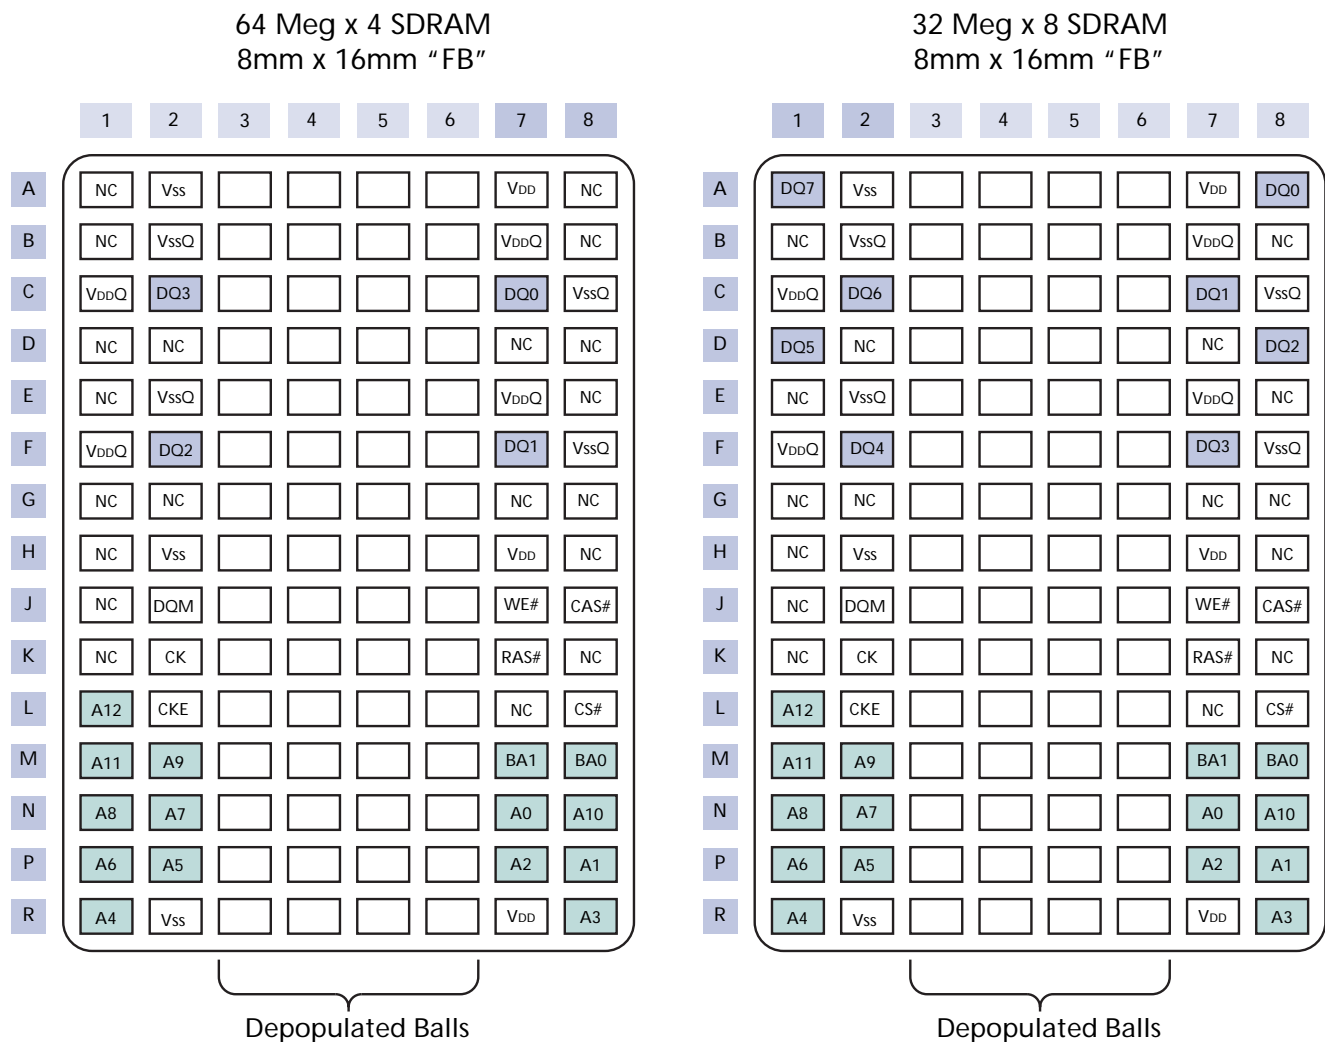 64 Meg x 4 SDRAM
8mm x 16mm “FB”
1 2 3 4 5 6 7 8
A NC Vss VDD NC
B NC VssQ VDDQ NC
C VDDQ DQ3 DQ0 VssQ
D NC NC NC NC
E NC VssQ VDDQ NC
F VDDQ DQ2 DQ1 VssQ
G NC NC NC NC
H NC Vss VDD NC
J NC DQM WE# CAS#
K NC CK RAS# NC
L A12 CKE NC CS#
M A11 A9 BA1 BA0
N A8 A7 A0 A10
P A6 A5 A2 A1
R A4 Vss VDD A3
Depopulated Balls
32 Meg x 8 SDRAM
8mm x 16mm “FB”
1 2 3 4 5 6 7 8
A DQ7 Vss VDD DQ0
B NC VssQ VDDQ NC
C VDDQ DQ6 DQ1 VssQ
D DQ5 NC NC DQ2
E NC VssQ VDDQ NC
F VDDQ DQ4 DQ3 VssQ
G NC NC NC NC
H NC Vss VDD NC
J NC DQM WE# CAS#
K NC CK RAS# NC
L A12 CKE NC CS#
M A11 A9 BA1 BA0
N A8 A7 A0 A10
P A6 A5 A2 A1
R A4 Vss VDD A3
Depopulated Balls